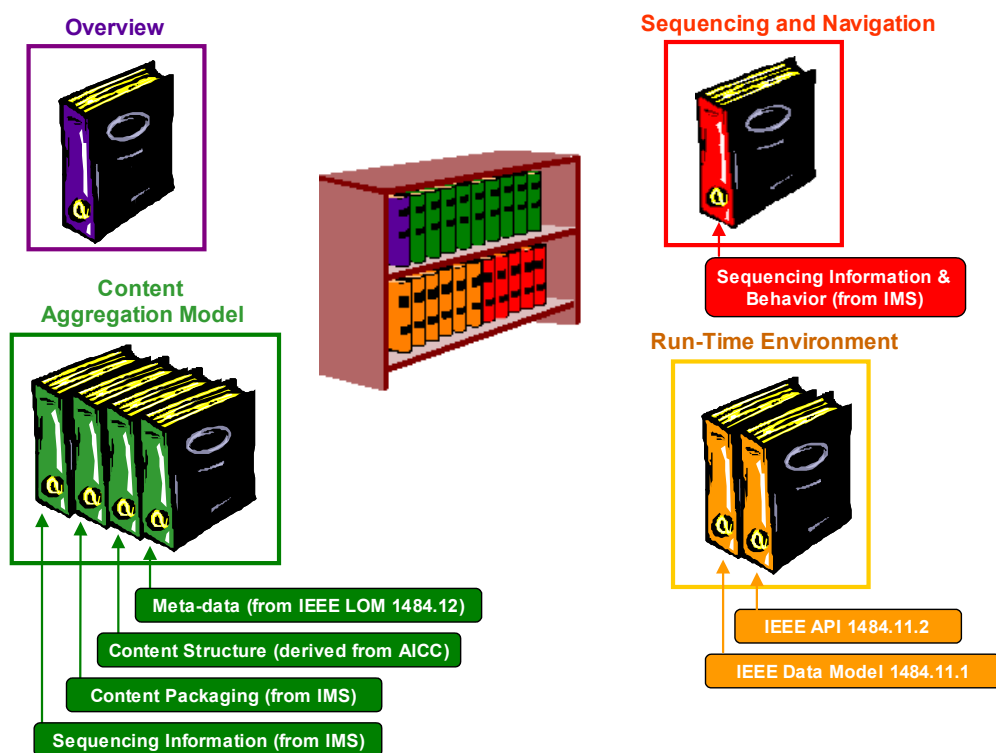 Overview
Sequencing and Navigation
Sequencing Information &
Behavior (from IMS)
Content
Aggregation Model
Run-Time Environment
Meta-data (from IEEE LOM 1484.12)
Content Structure (derived from AICC)
Content Packaging (from IMS)
Sequencing Information (from IMS)
IEEE API 1484.11.2
IEEE Data Model 1484.11.1